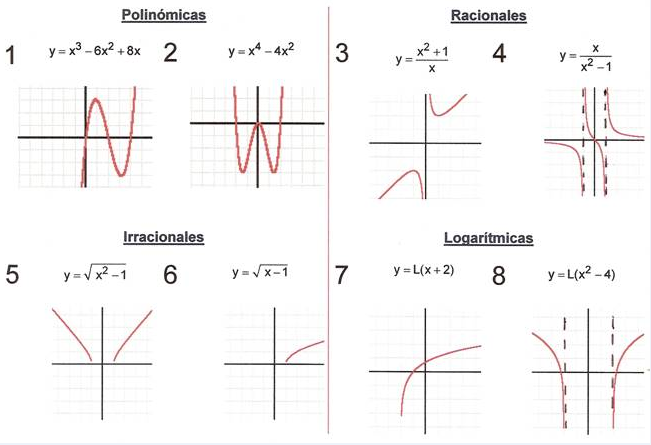 Polinómicas
1 y = x³ – 6x² + 8x
2 y = x⁴ – 4x²
Racionales
3 y = (x² + 1)/x
4 y = x/(x² – 1)
Irracionales
5 y = √(x² – 1)
6 y = √(x – 1)
Logarítmicas
7 y = L(x + 2)
8 y = L(x² – 4)